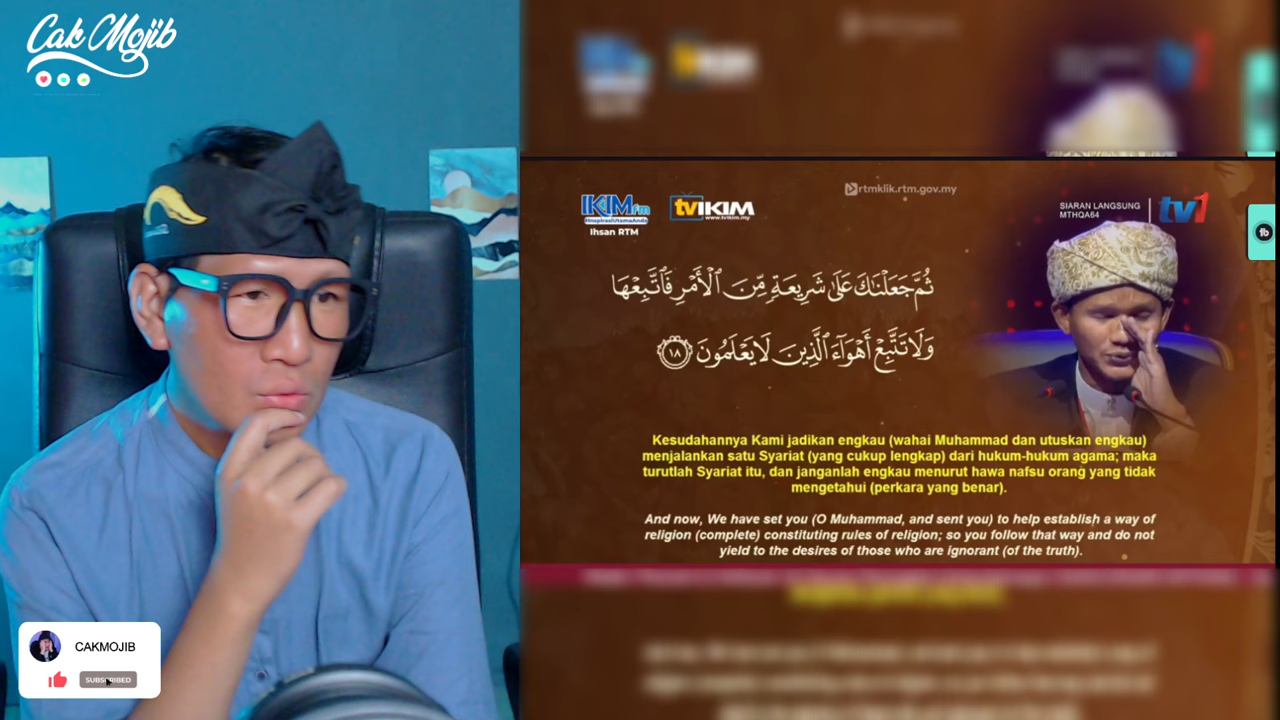 Cak Mojib
rtmklik.rtm.gov.my
IKIMfm
#InspirasiUtamaAnda
Ihsan RTM
tvIKIM
www.tvikim.my
SIARAN LANGSUNG
MTHQA64
tv1
ثُمَّ جَعَلْنَٰكَ عَلَىٰ شَرِيعَةٍ مِّنَ ٱلْأَمْرِ فَٱتَّبِعْهَا
وَلَا تَتَّبِعْ أَهْوَآءَ ٱلَّذِينَ لَا يَعْلَمُونَ ١٨
Kesudahannya Kami jadikan engkau (wahai Muhammad dan utuskan engkau)
menjalankan satu Syariat (yang cukup lengkap) dari hukum-hukum agama; maka
turutlah Syariat itu, dan janganlah engkau menurut hawa nafsu orang yang tidak
mengetahui (perkara yang benar).
And now, We have set you (O Muhammad, and sent you) to help establish a way of
religion (complete) constituting rules of religion; so you follow that way and do not
yield to the desires of those who are ignorant (of the truth).
CAKMOJIB
SUBSCRIBED